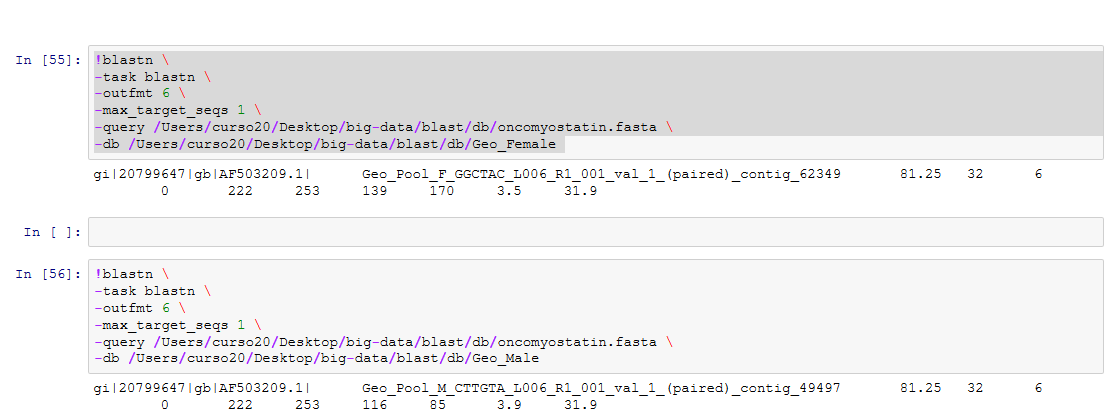 In [55]:
!blastn \
-task blastn \
-outfmt 6 \
-max_target_seqs 1 \
-query /Users/curso20/Desktop/big-data/blast/db/oncomyostatin.fasta \
-db /Users/curso20/Desktop/big-data/blast/db/Geo_Female
gi|20799647|gb|AF503209.1| Geo_Pool_F_GGCTAC_L006_R1_001_val_1_(paired)_contig_62349 81.25 32 6
0 222 253 139 170 3.5 31.9
In [ ]:
In [56]:
!blastn \
-task blastn \
-outfmt 6 \
-max_target_seqs 1 \
-query /Users/curso20/Desktop/big-data/blast/db/oncomyostatin.fasta \
-db /Users/curso20/Desktop/big-data/blast/db/Geo_Male
gi|20799647|gb|AF503209.1| Geo_Pool_M_CTTGTA_L006_R1_001_val_1_(paired)_contig_49497 81.25 32 6
0 222 253 116 85 3.9 31.9